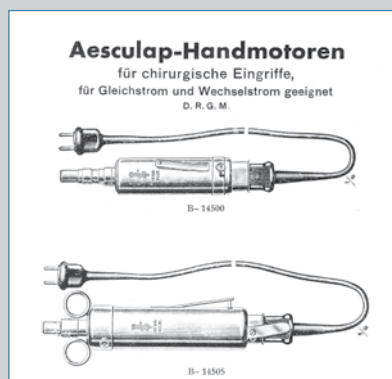 Aesculap-Handmotoren
für chirurgische Eingriffe,
für Gleichstrom und Wechselstrom geeignet
D. R. G. M.
B– 14500
B– 14505